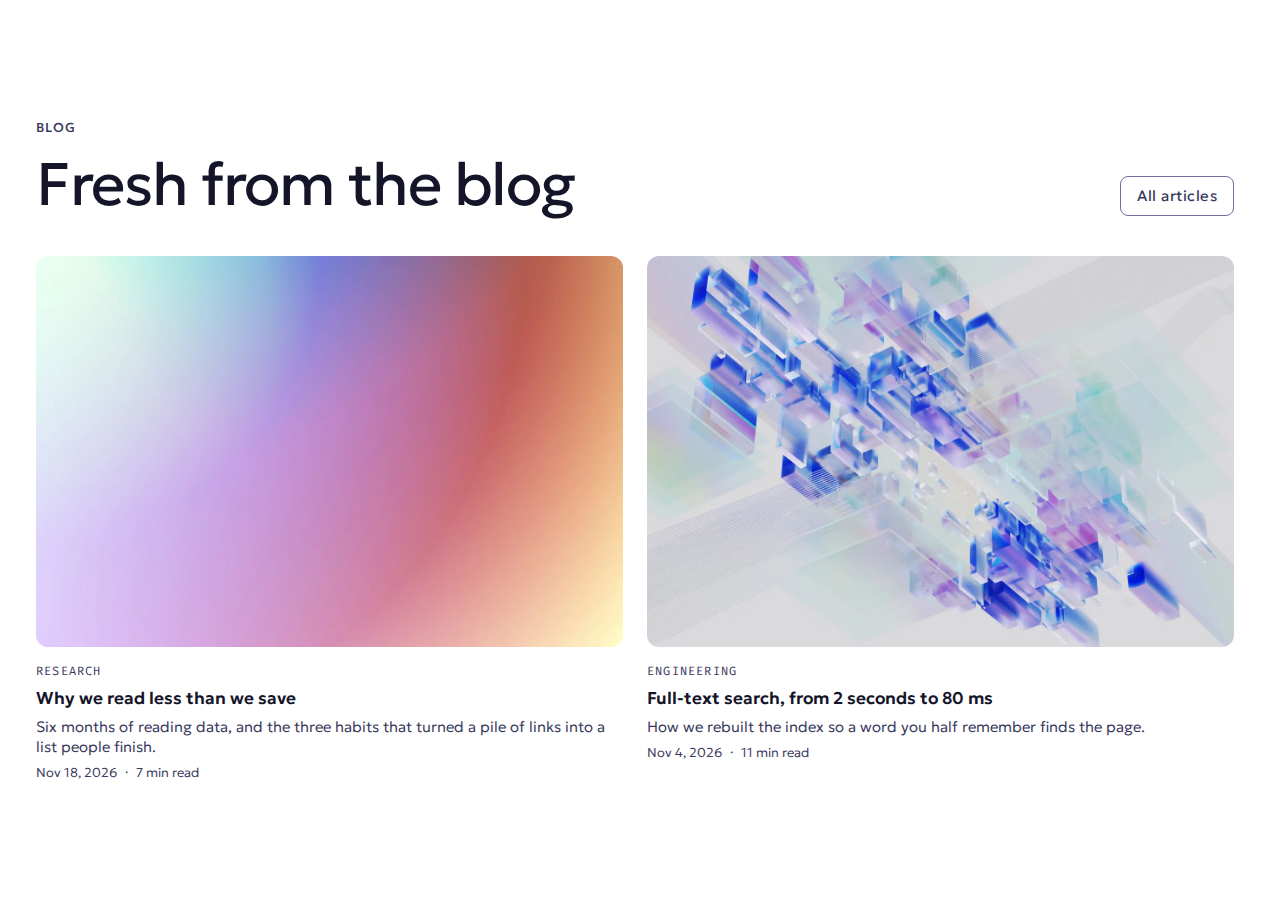 BLOG
Fresh from the blog
All articles
RESEARCH
Why we read less than we save
Six months of reading data, and the three habits that turned a pile of links into a
list people finish.
Nov 18, 2026 · 7 min read
ENGINEERING
Full-text search, from 2 seconds to 80 ms
How we rebuilt the index so a word you half remember finds the page.
Nov 4, 2026 · 11 min read